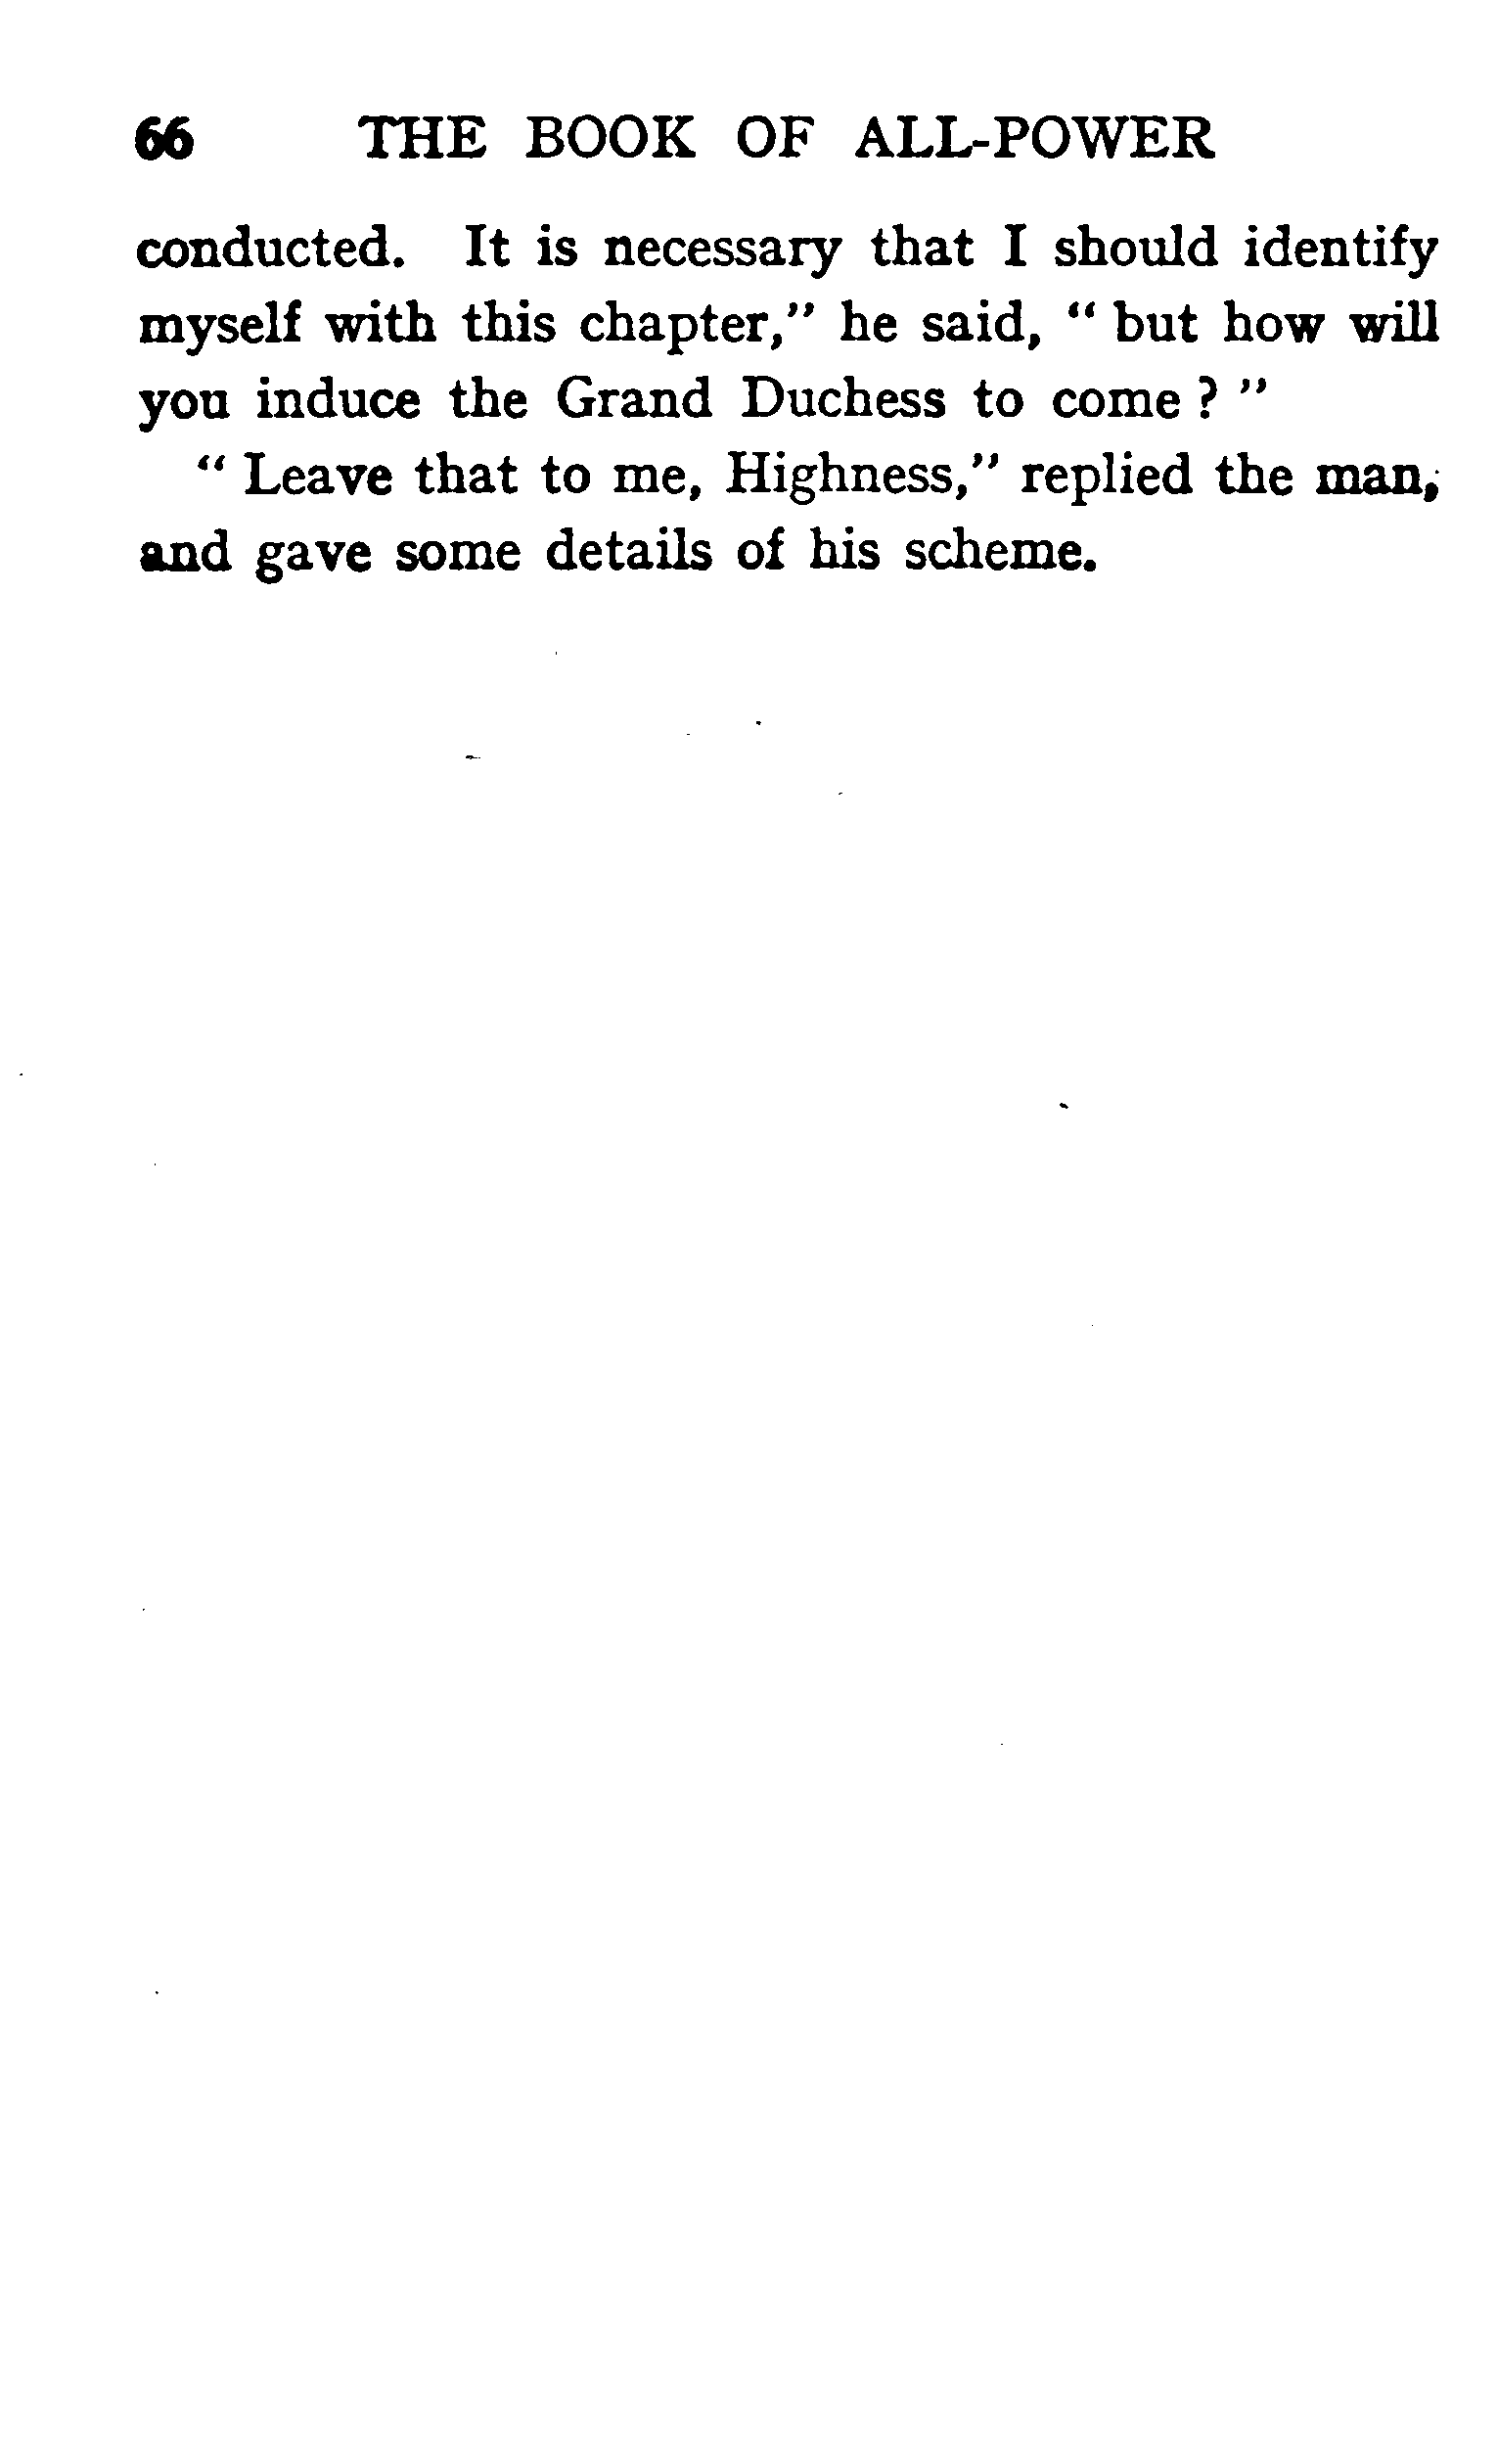 66 THE BOOK OF ALL-POWER
conducted. It is necessary that I should identify
myself with this chapter," he said, " but how will
you induce the Grand Duchess to come ? "
" Leave that to me, Highness," replied the man,
and gave some details of his scheme.